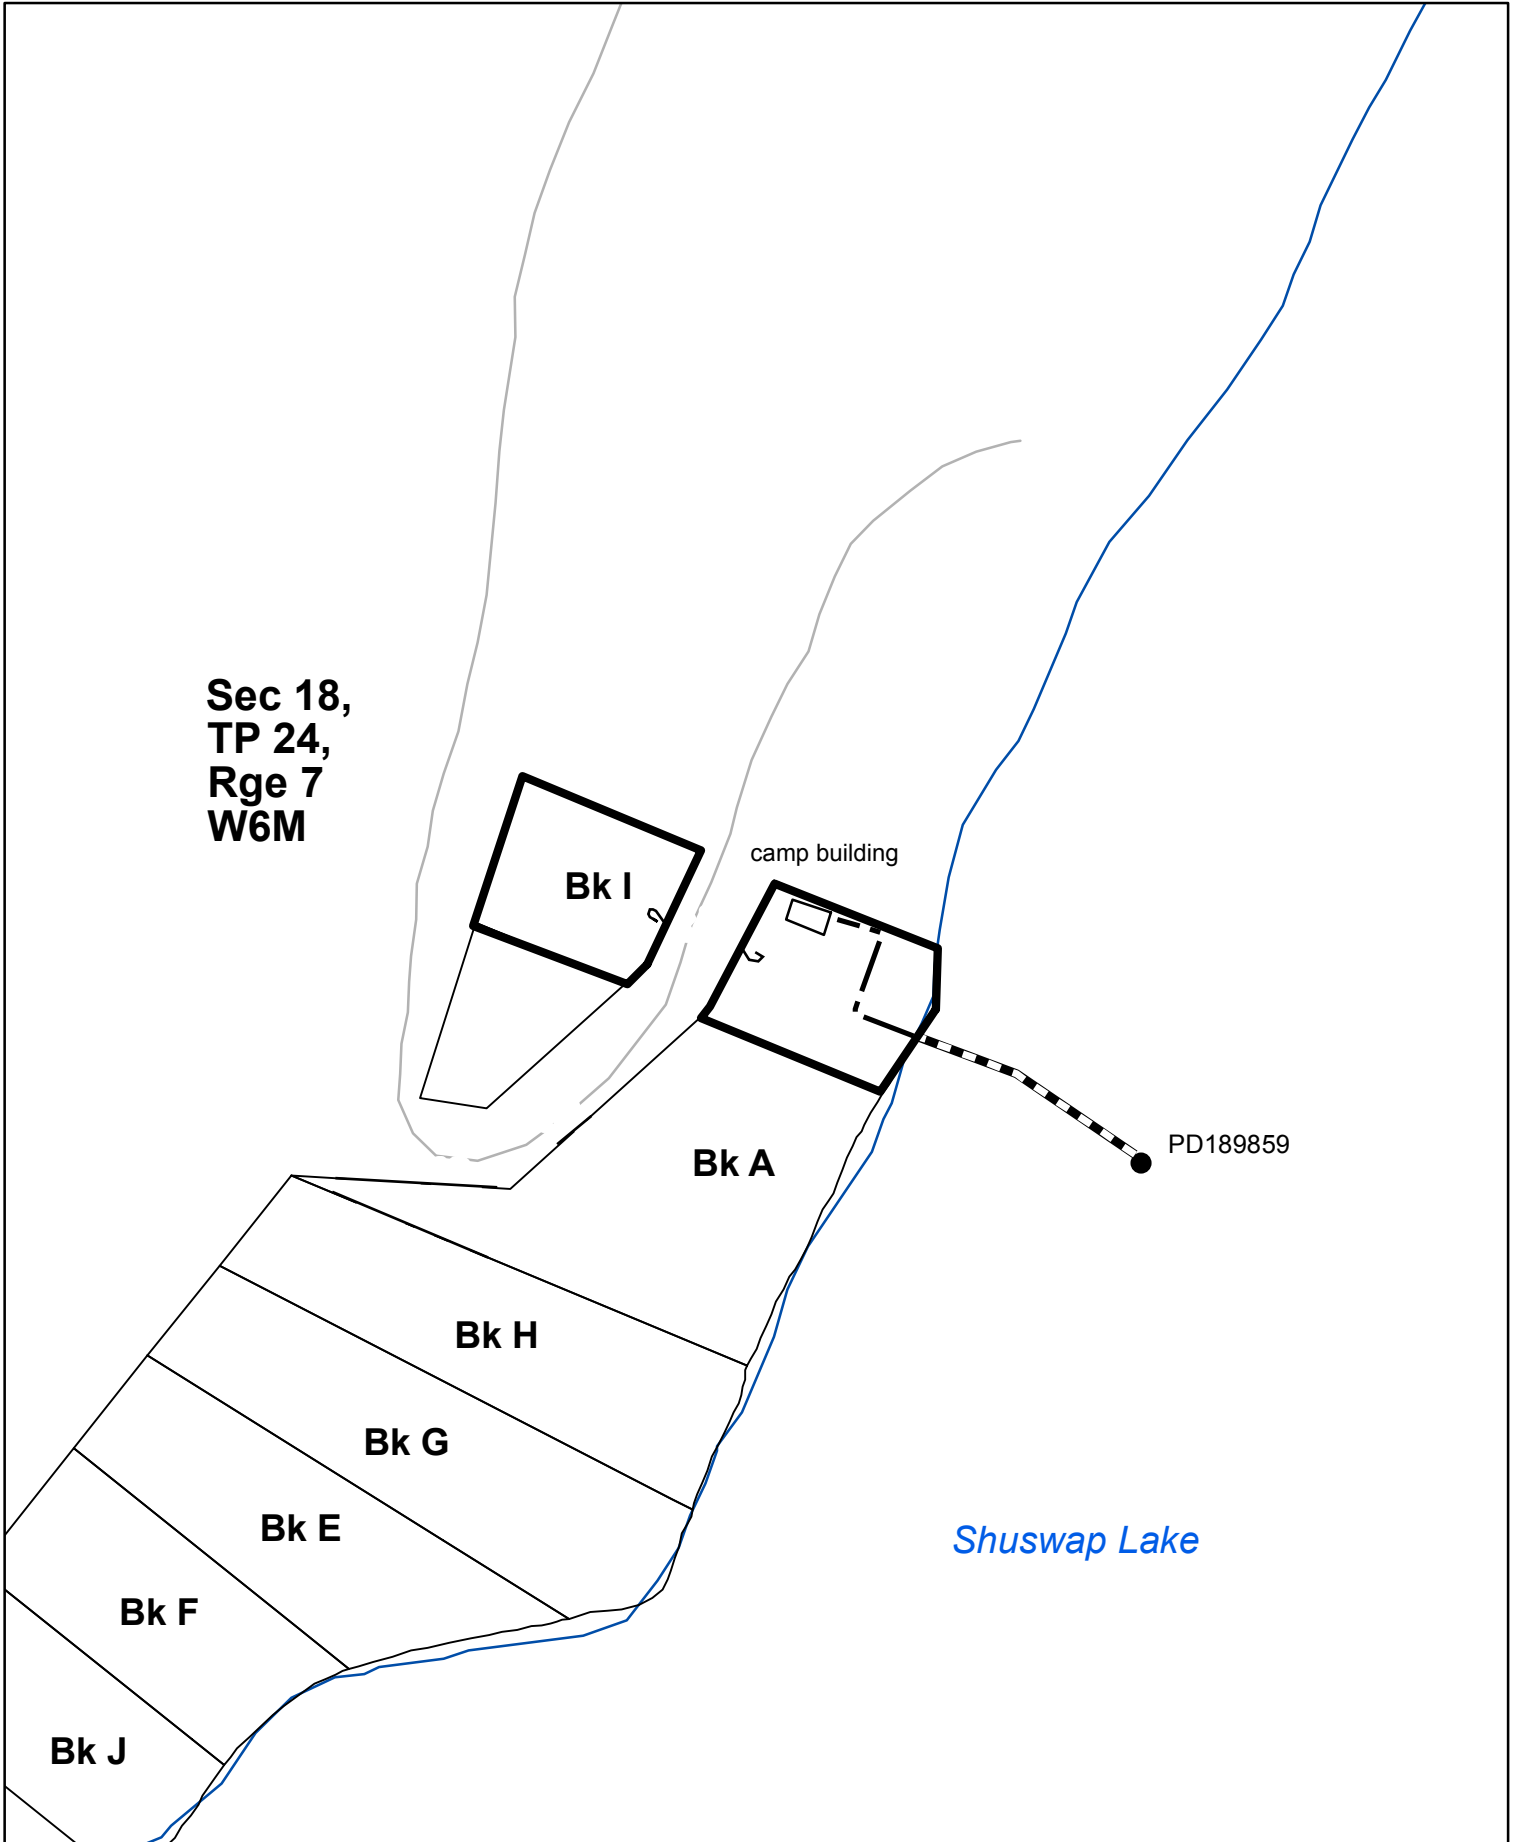 Sec 18,
TP 24,
Rge 7
W6M
camp building
Bk I
PD189859
Bk A
Bk H
Bk G
Bk E
Shuswap Lake
Bk F
Bk J